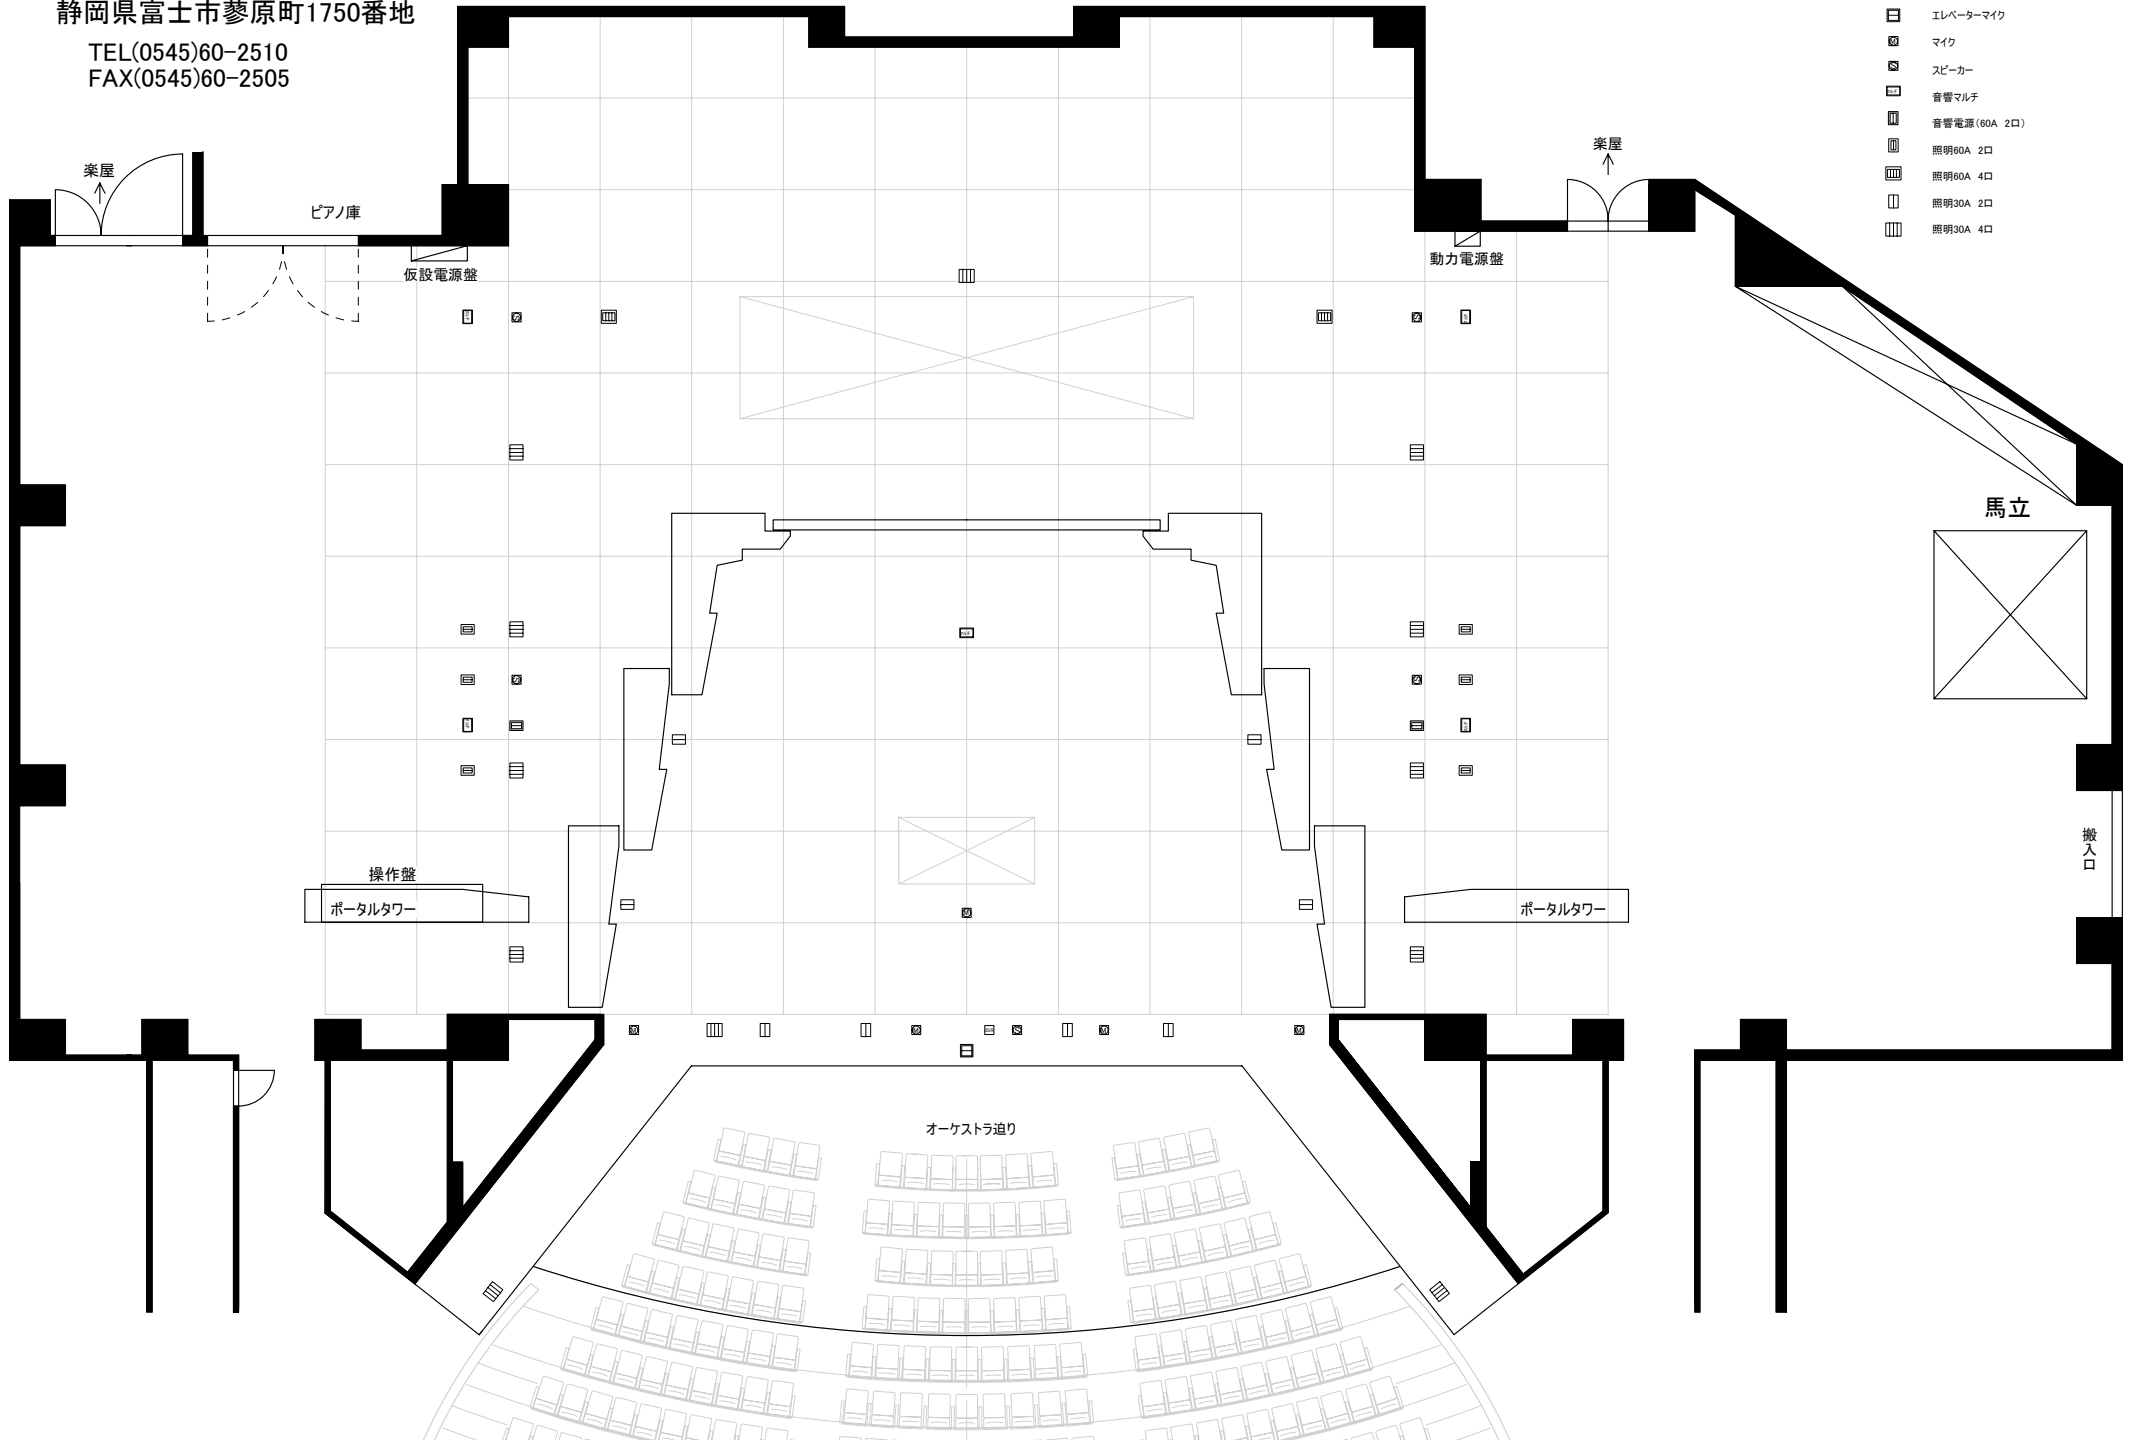 静岡県富士市蓼原町1750番地
TEL(0545)60-2510
FAX(0545)60-2505
エレベーターマイク
マイク
スピーカー
音響マルチ
音響電源(60A 2口)
照明60A 2口
照明60A 4口
照明30A 2口
照明30A 4口
楽屋
楽屋
ピアノ庫
仮設電源盤
動力電源盤
馬立
搬入口
操作盤
ポータルタワー
ポータルタワー
オーケストラ迫り